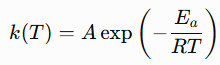 k(T) = A exp(−E_a/RT)